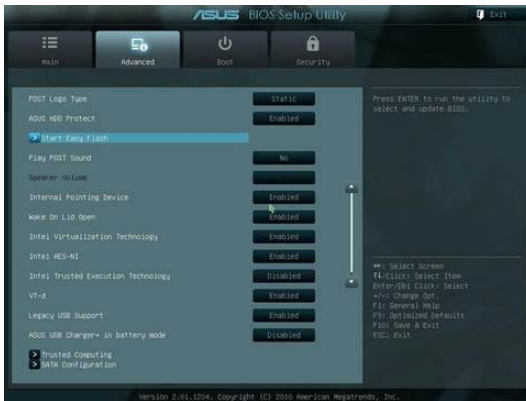 ASUS BIOS Setup Utility
Exit
Main
Advanced
Boot
Security
POST Logo Type
Static
ASUS HDD Protect
Enabled
Start Easy Flash
Play POST Sound
No
Speaker Volume
Internal Pointing Device
Enabled
Wake On Lid Open
Enabled
Intel Virtualization Technology
Enabled
Intel AES-NI
Enabled
Intel Trusted Execution Technology
Disabled
VT-d
Enabled
Legacy USB Support
Enabled
ASUS USB Charger+ in battery mode
Disabled
Trusted Computing
SATA Configuration
Press ENTER to run the utility to
select and update BIOS.
→←: Select Screen
↑↓/Click: Select Item
Enter/Dbl Click: Select
+/-: Change Opt.
F1: General Help
F9: Optimized Defaults
F10: Save & Exit
ESC: Exit
Version 2.01.1204. Copyright (C) 2010 American Megatrends, Inc.